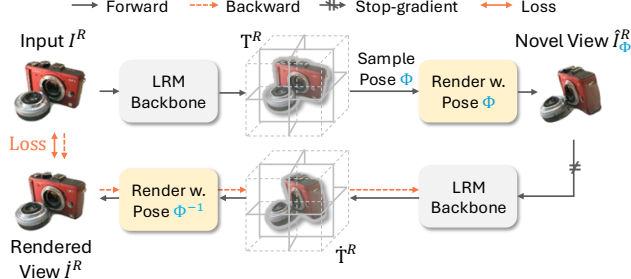 Forward Backward Stop-gradient Loss
Input I^R
T^R
Sample
Pose Φ
Novel View Î^R_Φ
LRM
Backbone
Render w.
Pose Φ
Loss
Render w.
Pose Φ⁻¹
LRM
Backbone
Rendered
View İ^R
Ṫ^R